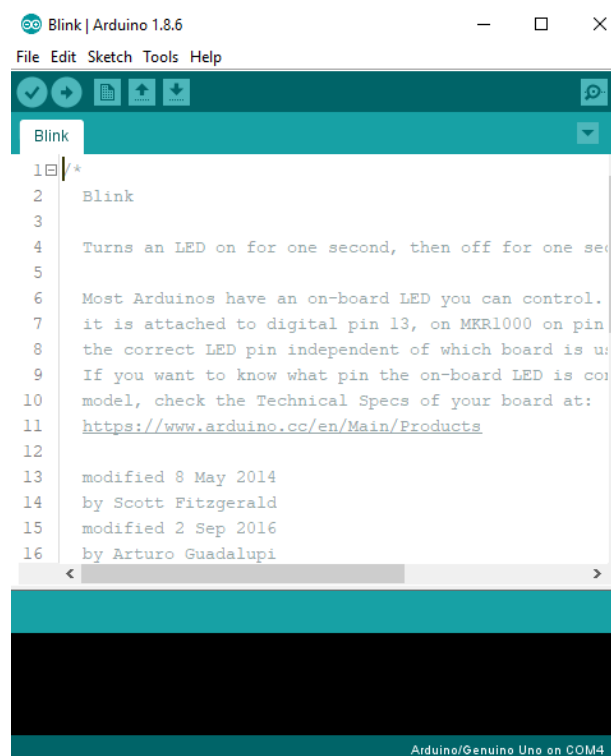 Blink | Arduino 1.8.6
File Edit Sketch Tools Help
Blink
1 /*
2 Blink
3
4 Turns an LED on for one second, then off for one
5
6 Most Arduinos have an on-board LED you can control.
7 it is attached to digital pin 13, on MKR1000 on pin
8 the correct LED pin independent of which board is
9 If you want to know what pin the on-board LED is
10 model, check the Technical Specs of your board at:
11 https://www.arduino.cc/en/Main/Products
12
13 modified 8 May 2014
14 by Scott Fitzgerald
15 modified 2 Sep 2016
16 by Arturo Guadalupi
Arduino/Genuino Uno on COM4